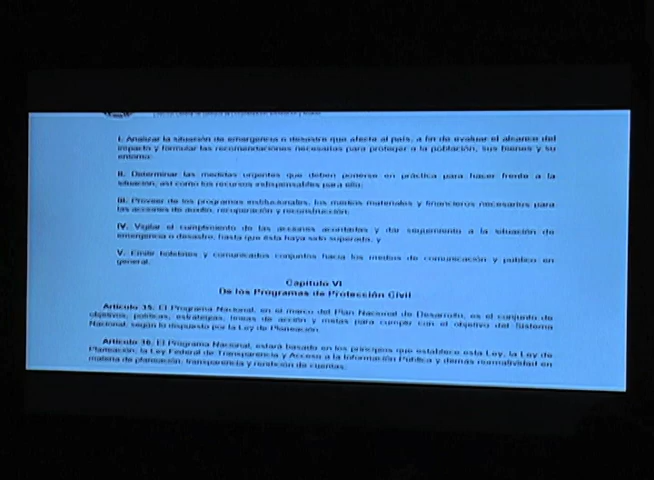 I. Analizar la situación de emergencia o desastre que afecta al país, a fin de evaluar el alcance del
impacto y formular las recomendaciones necesarias para proteger a la población, sus bienes y su
entorno;
II. Determinar las medidas urgentes que deben ponerse en práctica para hacer frente a la
situación, así como los recursos indispensables para ello;
III. Proveer de los programas institucionales, los medios materiales y financieros necesarios para
las acciones de auxilio, recuperación y reconstrucción;
IV. Vigilar el cumplimiento de las acciones acordadas y dar seguimiento a la situación de
emergencia o desastre, hasta que ésta haya sido superada, y
V. Emitir boletines y comunicados conjuntos hacia los medios de comunicación y público en
general.
Capítulo VI
De los Programas de Protección Civil
Artículo 35. El Programa Nacional, en el marco del Plan Nacional de Desarrollo, es el conjunto de
objetivos, políticas, estrategias, líneas de acción y metas para cumplir con el objetivo del Sistema
Nacional, según lo dispuesto por la Ley de Planeación.
Artículo 36. El Programa Nacional, estará basado en los principios que establece esta Ley, la Ley de
Planeación, la Ley Federal de Transparencia y Acceso a la Información Pública y demás normatividad en
materia de planeación, transparencia y rendición de cuentas.